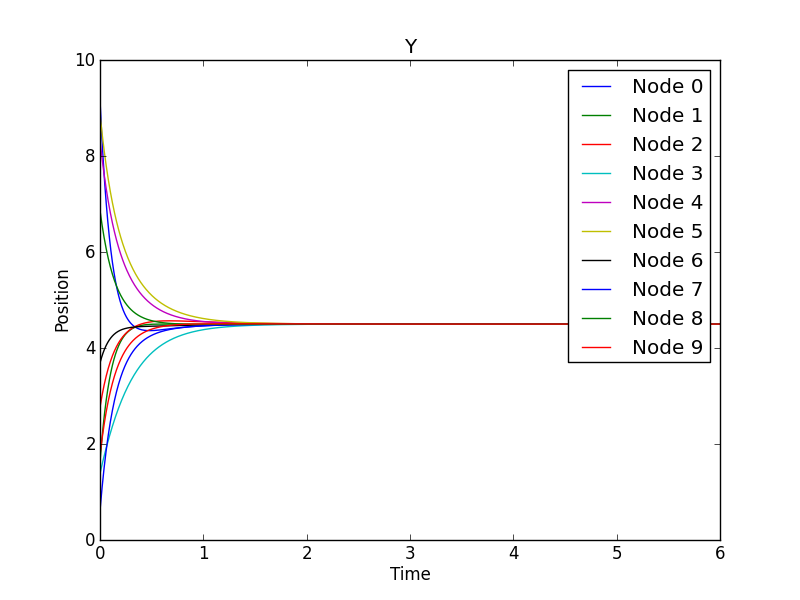 Y
10
8
6
4
2
0
Position
0 1 2 3 4 5 6
Time
Node 0
Node 1
Node 2
Node 3
Node 4
Node 5
Node 6
Node 7
Node 8
Node 9